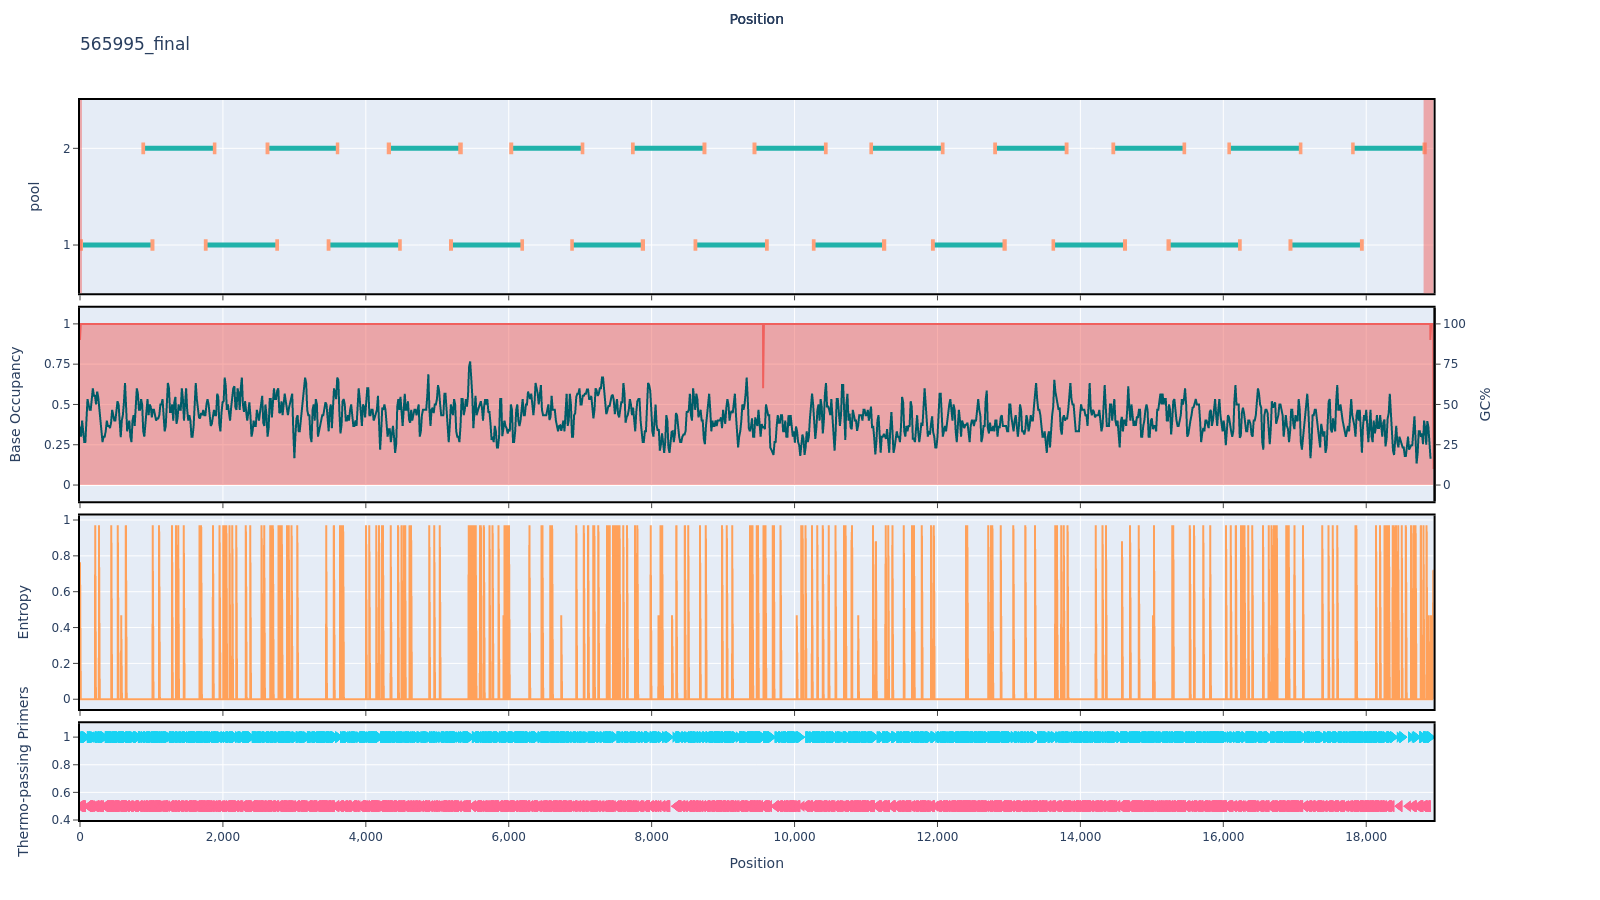 Position
565995_final
2
1
pool
1
0.75
0.5
0.25
0
Base Occupancy
100
75
50
25
0
GC%
1
0.8
0.6
0.4
0.2
0
Entropy
1
0.8
0.6
0.4
Thermo-passing Primers
0 2,000 4,000 6,000 8,000 10,000 12,000 14,000 16,000 18,000
Position